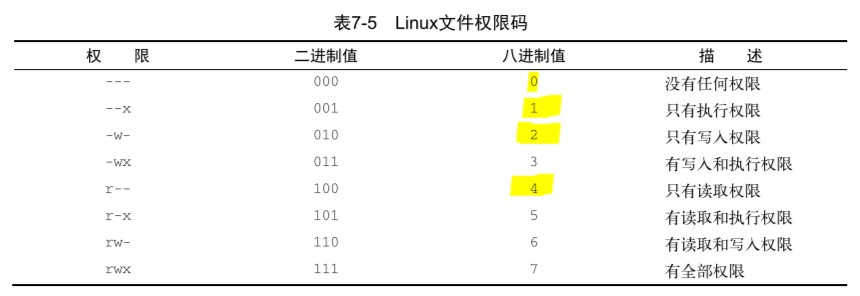 表7-5 Linux文件权限码
权 限 二进制值 八进制值 描 述
--- 000 0 没有任何权限
--x 001 1 只有执行权限
-w- 010 2 只有写入权限
-wx 011 3 有写入和执行权限
r-- 100 4 只有读取权限
r-x 101 5 有读取和执行权限
rw- 110 6 有读取和写入权限
rwx 111 7 有全部权限